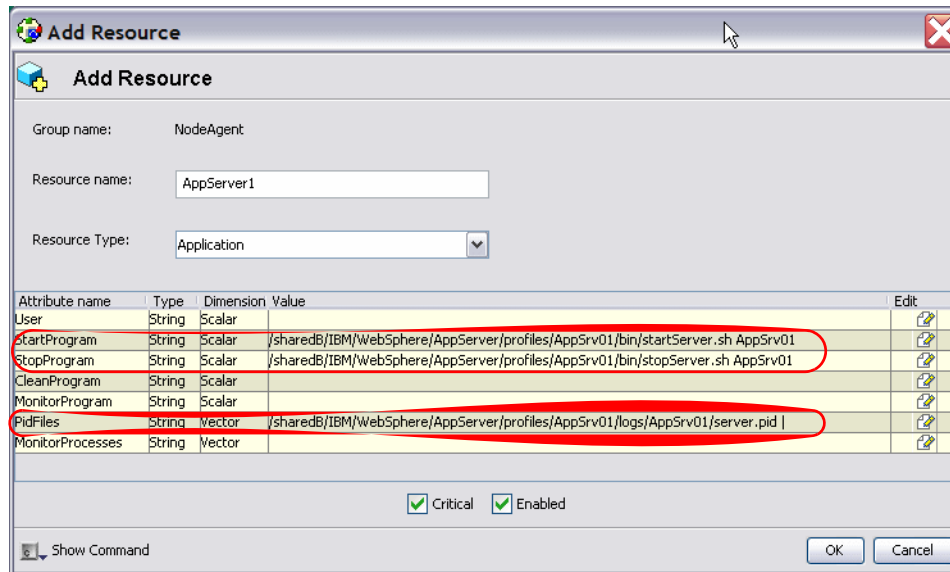 Add Resource
Add Resource
Group name: NodeAgent
Resource name: AppServer1
Resource Type: Application
Attribute name Type Dimension Value Edit
User String Scalar
StartProgram String Scalar /sharedB/IBM/WebSphere/AppServer/profiles/AppSrv01/bin/startServer.sh AppSrv01
StopProgram String Scalar /sharedB/IBM/WebSphere/AppServer/profiles/AppSrv01/bin/stopServer.sh AppSrv01
CleanProgram String Scalar
MonitorProgram String Scalar
PidFiles String Vector /sharedB/IBM/WebSphere/AppServer/profiles/AppSrv01/logs/AppSrv01/server.pid |
MonitorProcesses String Vector
Critical Enabled
Show Command OK Cancel